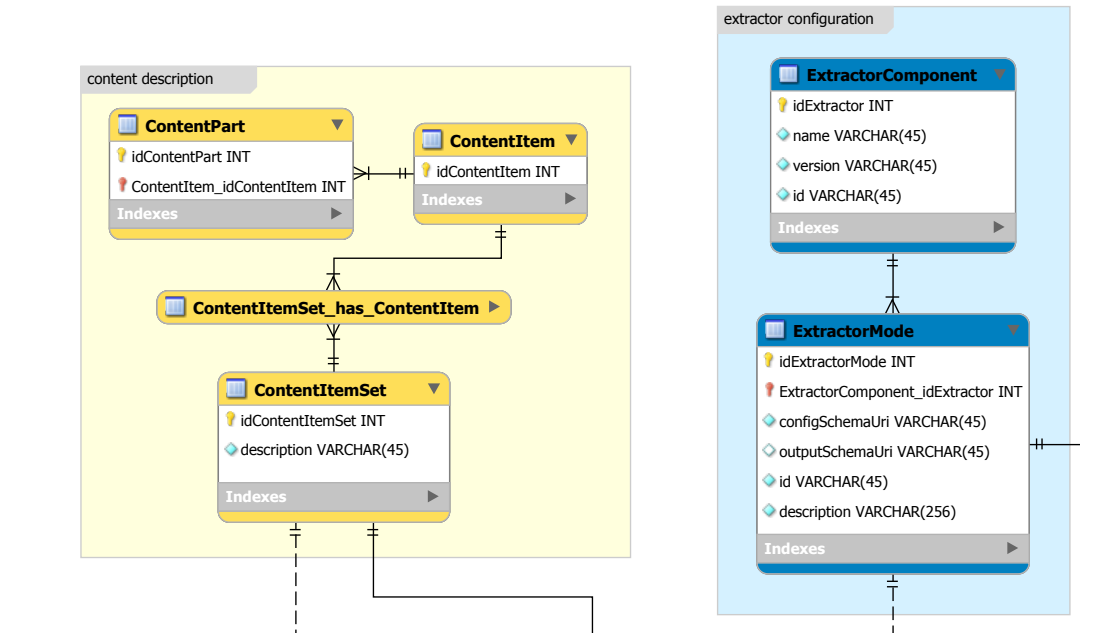 content description
ContentPart
idContentPart INT
ContentItem_idContentItem INT
Indexes
ContentItem
idContentItem INT
Indexes
ContentItemSet_has_ContentItem
ContentItemSet
idContentItemSet INT
description VARCHAR(45)
Indexes
extractor configuration
ExtractorComponent
idExtractor INT
name VARCHAR(45)
version VARCHAR(45)
id VARCHAR(45)
Indexes
ExtractorMode
idExtractorMode INT
ExtractorComponent_idExtractor INT
configSchemaUri VARCHAR(45)
outputSchemaUri VARCHAR(45)
id VARCHAR(45)
description VARCHAR(256)
Indexes